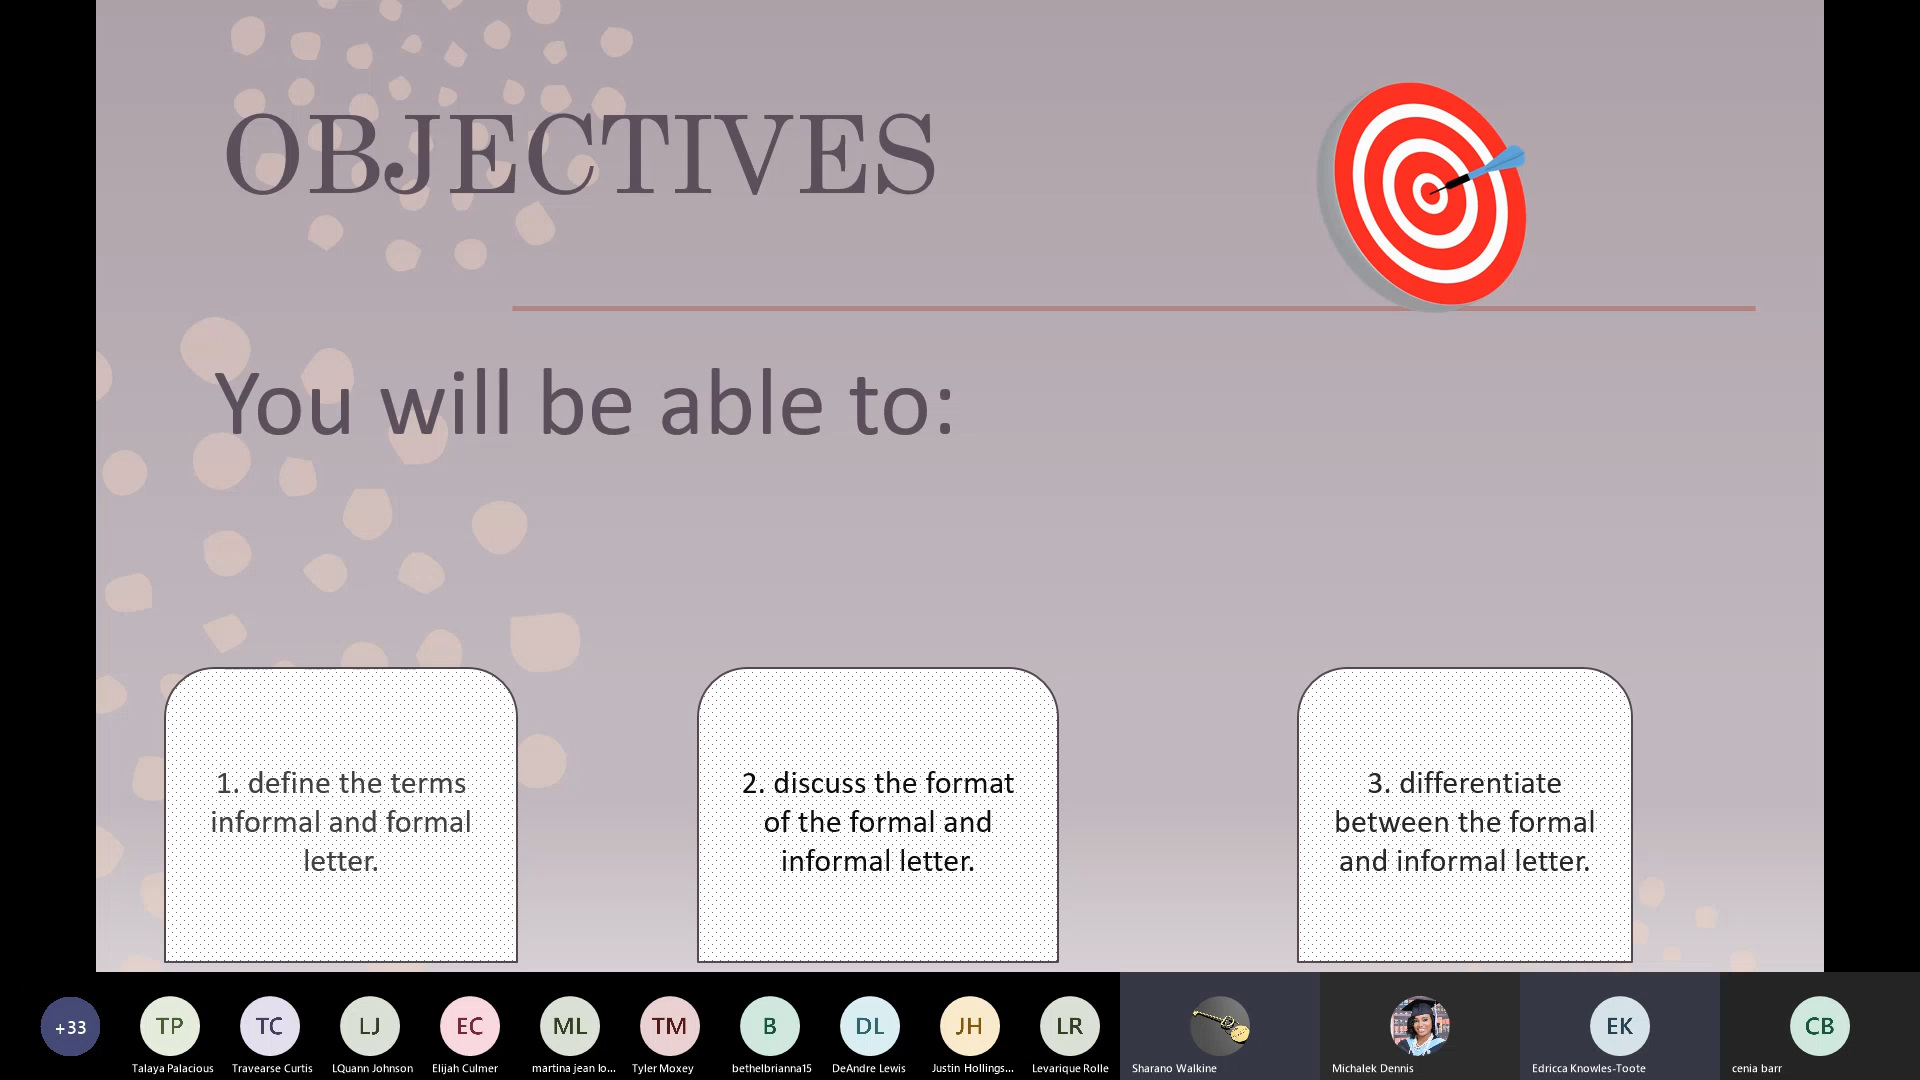 OBJECTIVES
You will be able to:
1. define the terms
informal and formal
letter.
2. discuss the format
of the formal and
informal letter.
3. differentiate
between the formal
and informal letter.
+33
TP
TC
LJ
EC
ML
TM
B
DL
JH
LR
EK
CB
Talaya Palacious
Travearse Curtis
LQuann Johnson
Elijah Culmer
martina jean lo...
Tyler Moxey
bethelbrianna15
DeAndre Lewis
Justin Hollings...
Levarique Rolle
Sharano Walkine
Michalek Dennis
Edricca Knowles-Toote
cenia barr